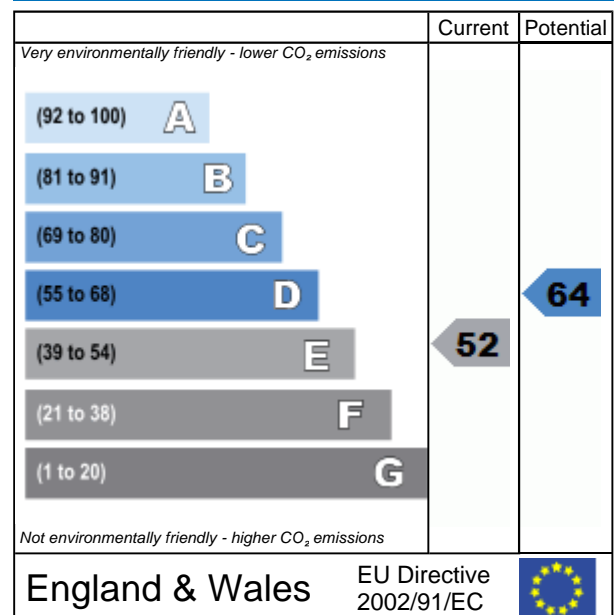 Current Potential
Very environmentally friendly - lower CO₂ emissions
(92 to 100) A
(81 to 91) B
(69 to 80) C
(55 to 68) D
64
(39 to 54) E
52
(21 to 38) F
(1 to 20) G
Not environmentally friendly - higher CO₂ emissions
England & Wales
EU Directive
2002/91/EC